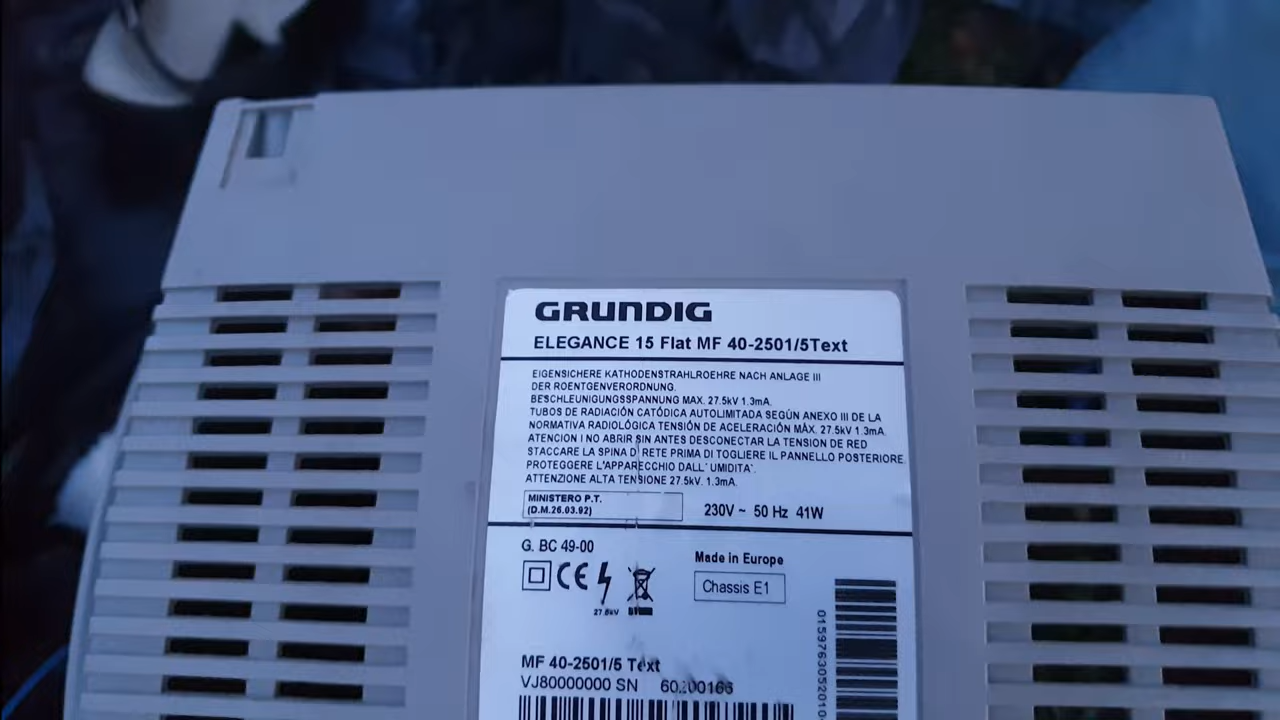 GRUNDIG
ELEGANCE 15 Flat MF 40-2501/5Text
EIGENSICHERE KATHODENSTRAHLROEHRE NACH ANLAGE III
DER ROENTGENVERORDNUNG.
BESCHLEUNIGUNGSSPANNUNG MAX. 27.5kV 1.3mA.
TUBOS DE RADIACIÓN CATÓDICA AUTOLIMITADA SEGÚN ANEXO III DE LA
NORMATIVA RADIOLÓGICA TENSIÓN DE ACELERACIÓN MÀX. 27.5kV 1.3mA.
ATENCION I NO ABRIR SIN ANTES DESCONECTAR LA TENSION DE RED
STACCARE LA SPINA DI RETE PRIMA DI TOGLIERE IL PANNELLO POSTERIORE.
PROTEGGERE L'APPARECCHIO DALL' UMIDITA'.
ATTENZIONE ALTA TENSIONE 27.5kV. 1.3mA.
MINISTERO P.T.
(D.M.26.03.92)
230V ~ 50 Hz 41W
G. BC 49-00
Made in Europe
CE
27.5kV
Chassis E1
MF 40-2501/5 Text
VJ80000000 SN